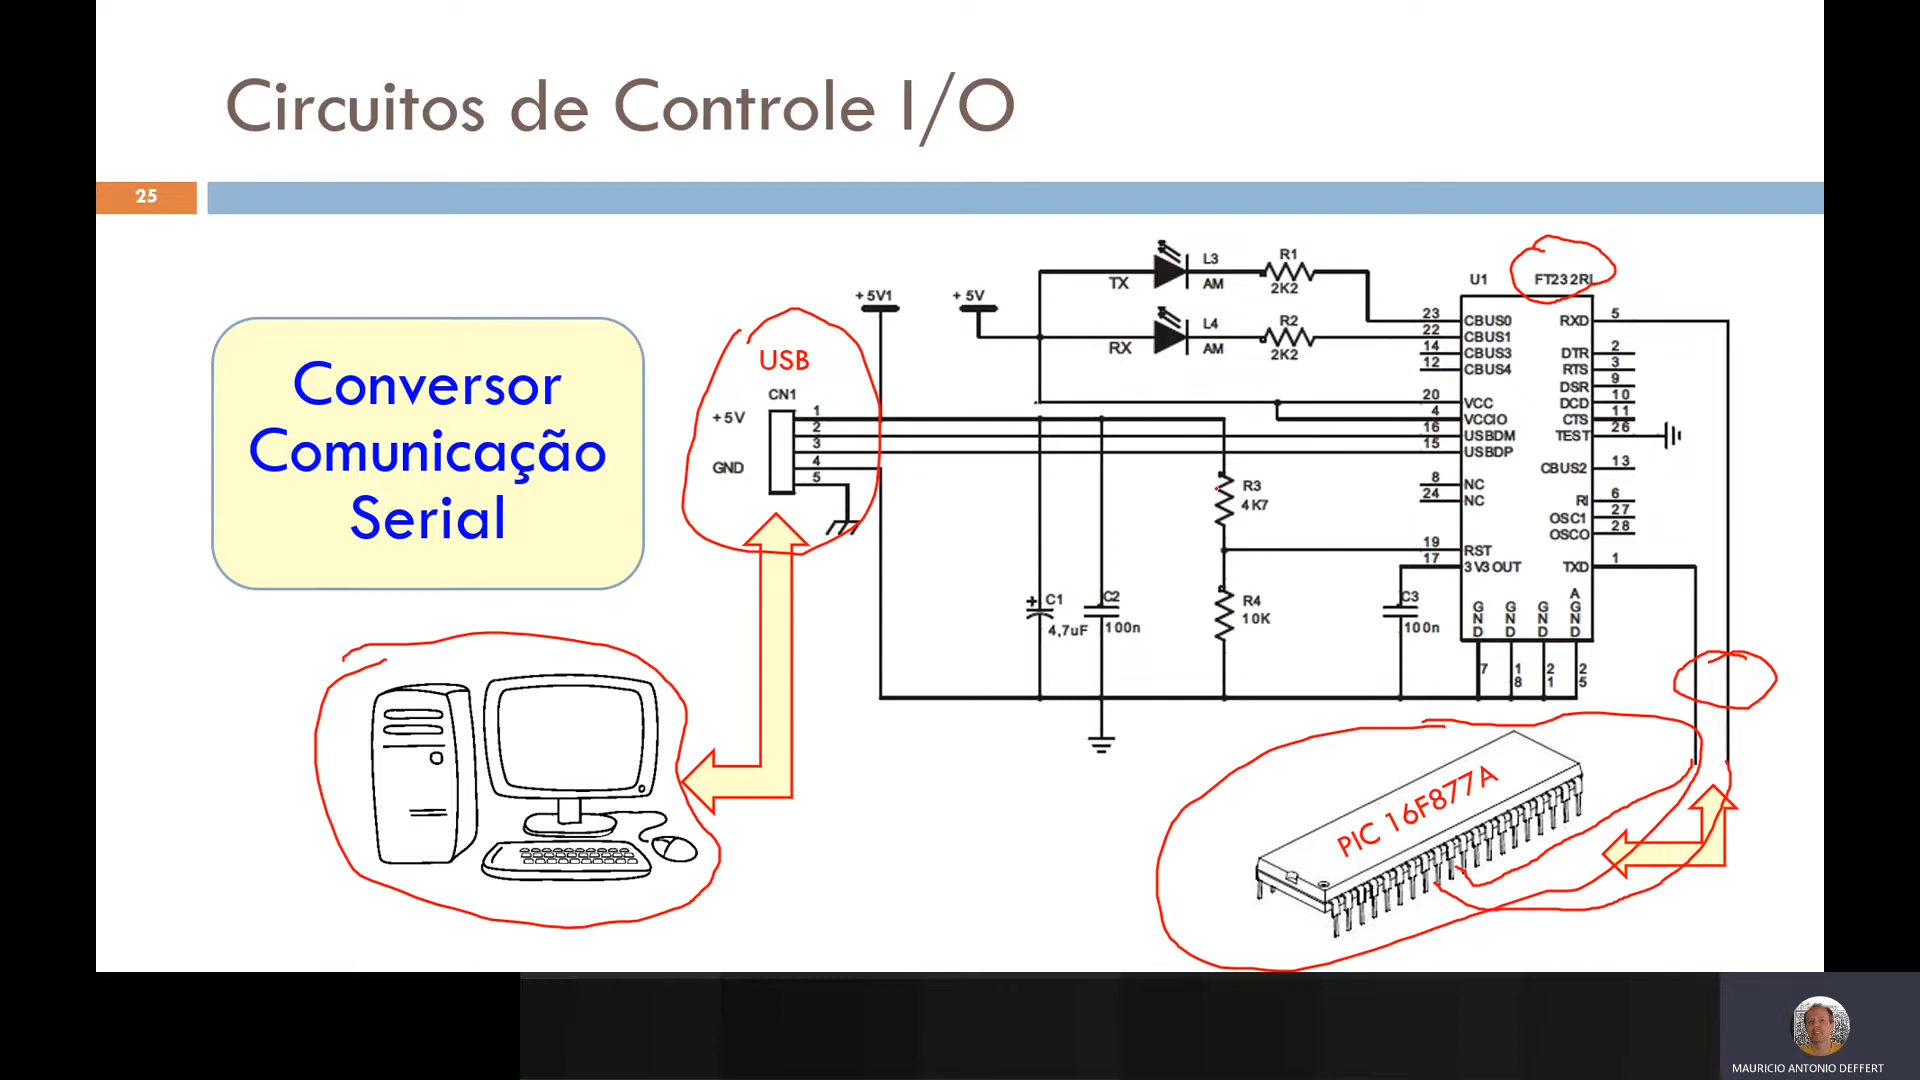 Circuitos de Controle I/O
25
Conversor
Comunicação
Serial
USB
CN1
+5V
GND
1
2
3
4
5
+ 5V1
+ 5V
TX
L3
AM
R1
2K2
RX
L4
AM
R2
2K2
R3
4K7
R4
10K
C1
4,7uF
C2
100n
C3
100n
U1
FT232RL
23 CBUS0
22 CBUS1
14 CBUS3
12 CBUS4
20 VCC
4 VCCIO
16 USBDM
15 USBDP
8 NC
24 NC
19 RST
17 3V3OUT
RXD 5
DTR 2
RTS 3
DSR 9
DCD 10
CTS 11
TEST 26
CBUS2 13
RI 6
OSC1 27
OSCO 28
TXD 1
GND
GND
GND
AGND
7
18
21
25
PIC 16F877A
MAURICIO ANTONIO DEFFERT